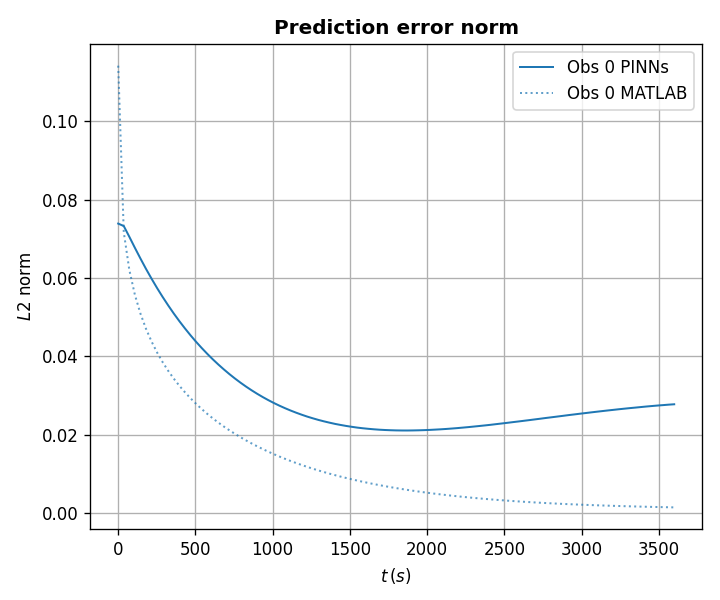 Prediction error norm
Obs 0 PINNs
Obs 0 MATLAB
L2 norm
0.10
0.08
0.06
0.04
0.02
0.00
0 500 1000 1500 2000 2500 3000 3500
t (s)